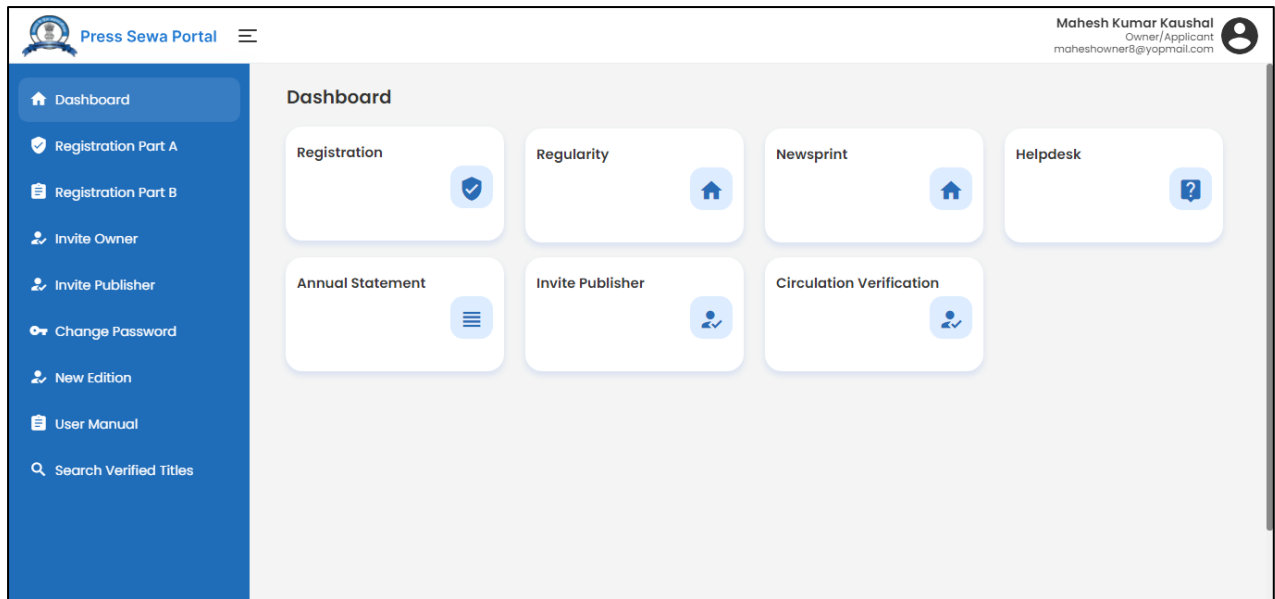 Press Sewa Portal
Mahesh Kumar Kaushal
Owner/Applicant
maheshowner8@yopmail.com
Dashboard
Registration Part A
Registration Part B
Invite Owner
Invite Publisher
Change Password
New Edition
User Manual
Search Verified Titles
Dashboard
Registration
Regularity
Newsprint
Helpdesk
Annual Statement
Invite Publisher
Circulation Verification